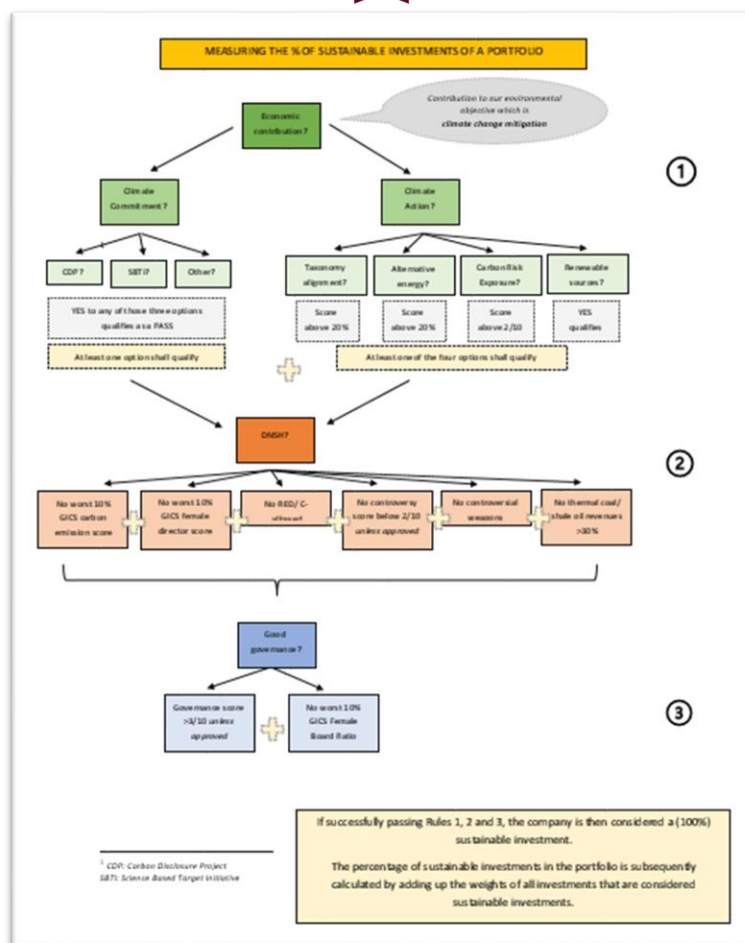 MEASURING THE % OF SUSTAINABLE INVESTMENTS OF A PORTFOLIO
Contribution to our environmental
objective which is
climate change mitigation
Economic
contribution?
1
Climate
Commitment?
Climate
Action?
CDP?
SBTi?
Other?
Taxonomy
alignment?
Alternative
energy?
Carbon Risk
Exposure?
Renewable
sources?
YES to any of those three options
qualifies as a PASS
Score
above 20%
Score
above 20%
Score
above 2/10
YES
qualifies
At least one option shall qualify
At least one of the four options shall qualify
DNSH?
2
No worst 10%
GICS carbon
emission score
No worst 10%
GICS female
director score
No RED/ C-
No controversy
score below 2/10
unless approved
No controversial
weapons
No thermal coal/
shale oil revenues
>30%
Good
governance?
3
Governance score
>3/10 unless
approved
No worst 10%
GICS Female
Board Ratio
If successfully passing Rules 1, 2 and 3, the company is then considered a (100%)
sustainable investment.
The percentage of sustainable investments in the portfolio is subsequently
calculated by adding up the weights of all investments that are considered
sustainable investments.
1 CDP: Carbon Disclosure Project
SBTI: Science Based Target Initiative